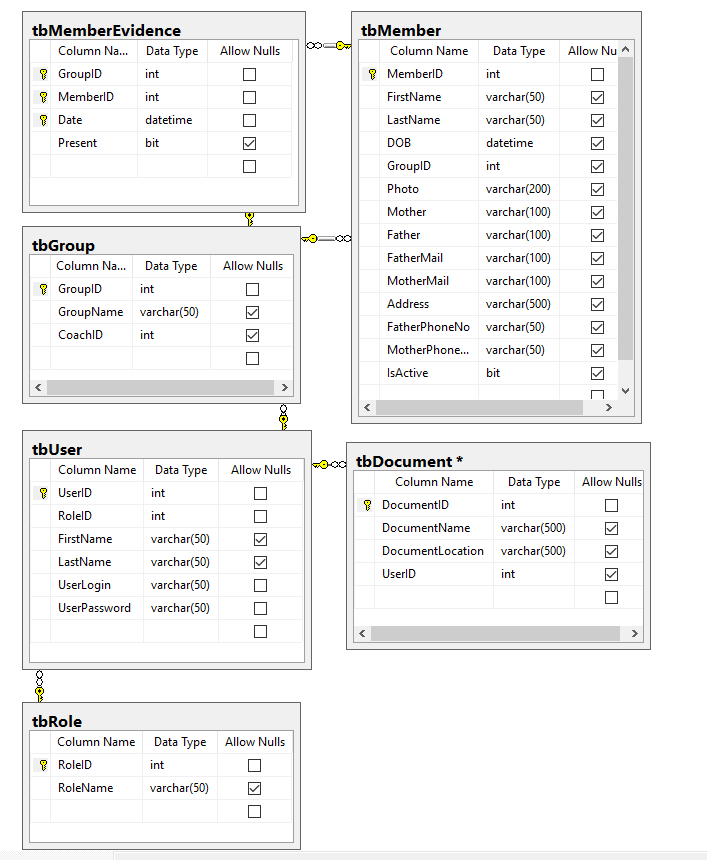 tbMemberEvidence
Column Na... Data Type Allow Nulls
GroupID int
MemberID int
Date datetime
Present bit
tbMember
Column Name Data Type Allow Nu
MemberID int
FirstName varchar(50)
LastName varchar(50)
DOB datetime
GroupID int
Photo varchar(200)
Mother varchar(100)
Father varchar(100)
FatherMail varchar(100)
MotherMail varchar(100)
Address varchar(500)
FatherPhoneNo varchar(50)
MotherPhone... varchar(50)
IsActive bit
tbGroup
Column Na... Data Type Allow Nulls
GroupID int
GroupName varchar(50)
CoachID int
tbUser
Column Name Data Type Allow Nulls
UserID int
RoleID int
FirstName varchar(50)
LastName varchar(50)
UserLogin varchar(50)
UserPassword varchar(50)
tbDocument *
Column Name Data Type Allow Nulls
DocumentID int
DocumentName varchar(500)
DocumentLocation varchar(500)
UserID int
tbRole
Column Name Data Type Allow Nulls
RoleID int
RoleName varchar(50)